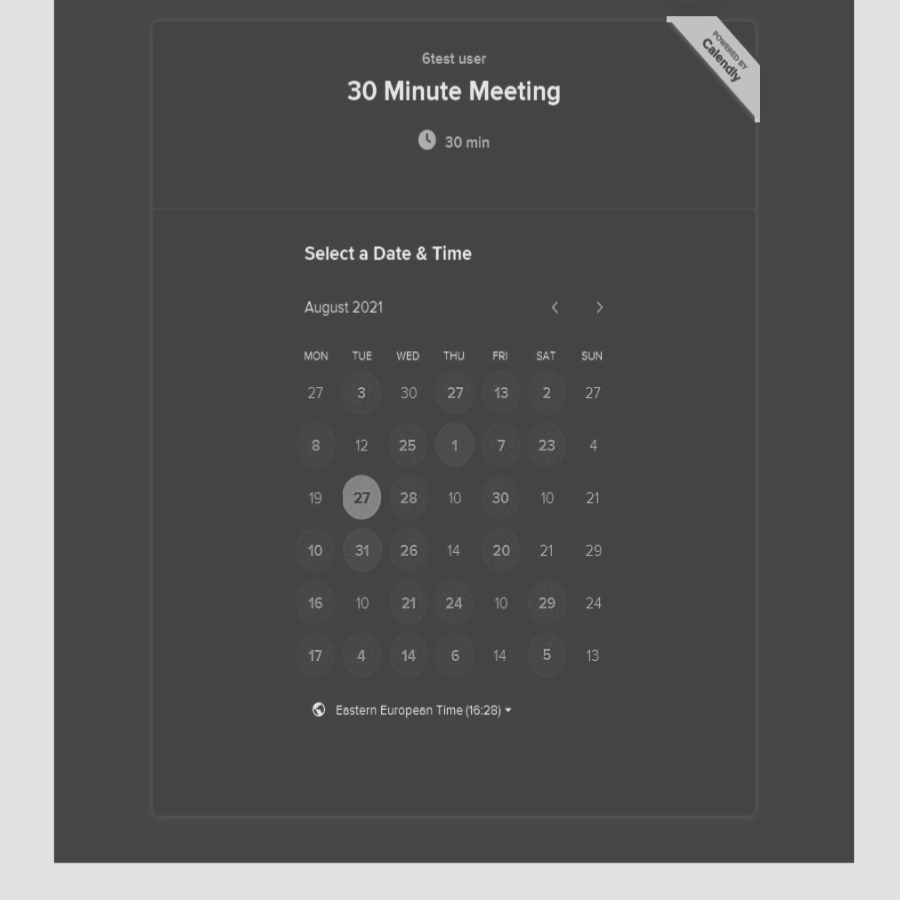 POWERED BY
Calendly
6test user
30 Minute Meeting
30 min
Select a Date & Time
August 2021
MON TUE WED THU FRI SAT SUN
27 3 30 27 13 2 27
8 12 25 1 7 23 4
19 27 28 10 30 10 21
10 31 26 14 20 21 29
16 10 21 24 10 29 24
17 4 14 6 14 5 13
Eastern European Time (16:28)